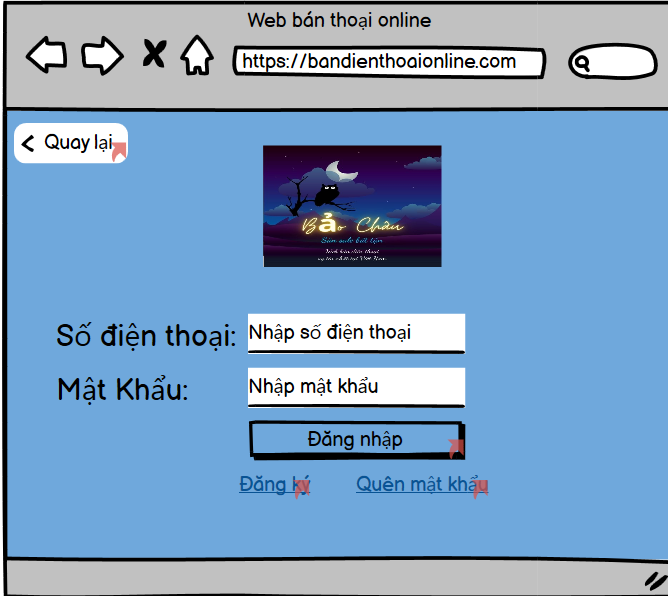 Web bán thoại online
https://bandienthoaionline.com
Quay lại
Bảo Châu
Số điện thoại:
Nhập số điện thoại
Mật Khẩu:
Nhập mật khẩu
Đăng nhập
Đăng ký
Quên mật khẩu